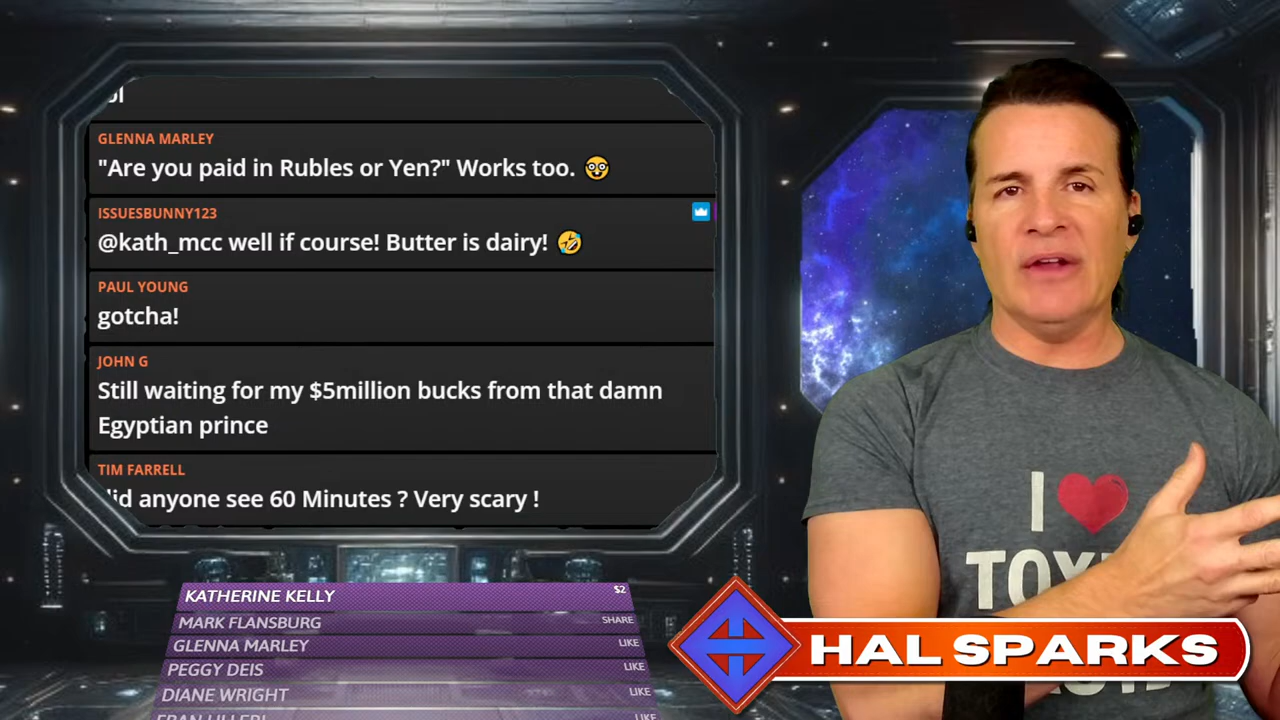 GLENNA MARLEY
"Are you paid in Rubles or Yen?" Works too.
ISSUESBUNNY123
@kath_mcc well if course! Butter is dairy!
PAUL YOUNG
gotcha!
JOHN G
Still waiting for my $5million bucks from that damn
Egyptian prince
TIM FARRELL
did anyone see 60 Minutes ? Very scary !
KATHERINE KELLY $2
MARK FLANSBURG SHARE
GLENNA MARLEY LIKE
PEGGY DEIS LIKE
DIANE WRIGHT LIKE
LIKE
I
HAL SPARKS